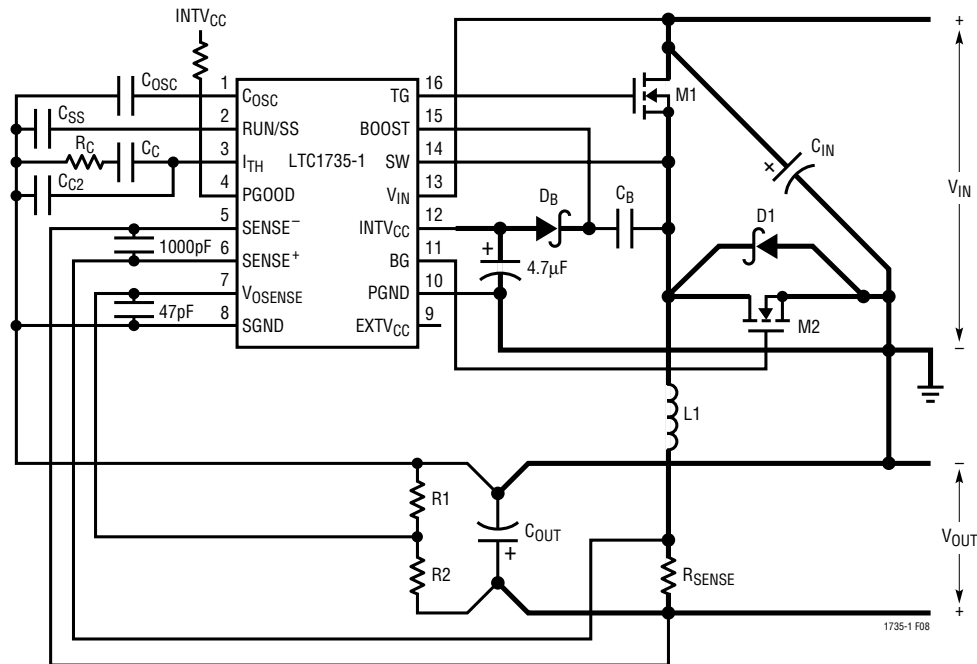 INTVCC
COSC
CSS
RC
CC
CC2
1
2
3
4
5
6
7
8
COSC
RUN/SS
ITH
PGOOD
SENSE−
SENSE+
VOSENSE
SGND
LTC1735-1
TG
BOOST
SW
VIN
INTVCC
BG
PGND
EXTVCC
16
15
14
13
12
11
10
9
1000pF
47pF
DB
CB
+
4.7µF
M1
+
CIN
D1
M2
L1
+
VIN
−
R1
R2
COUT
+
RSENSE
−
VOUT
+
1735-1 F08